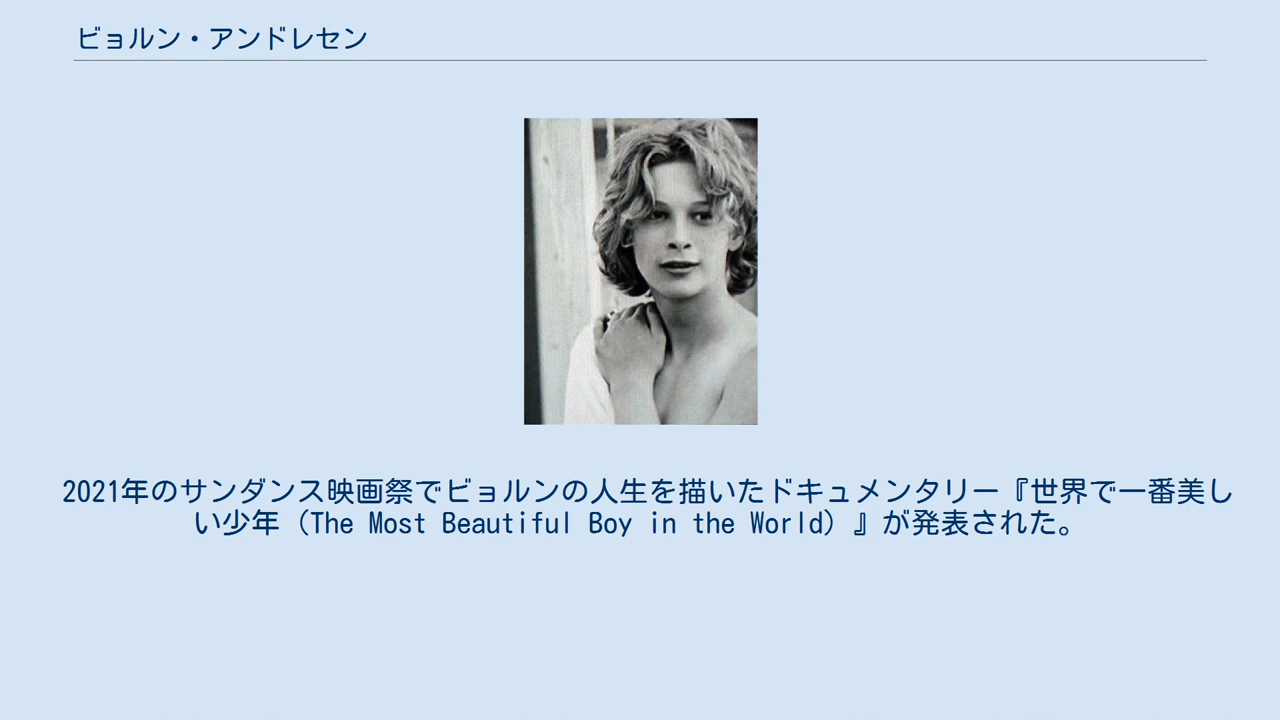 ビョルン・アンドレセン
2021年のサンダンス映画祭でビョルンの人生を描いたドキュメンタリー『世界で一番美し
い少年（The Most Beautiful Boy in the World）』が発表された。